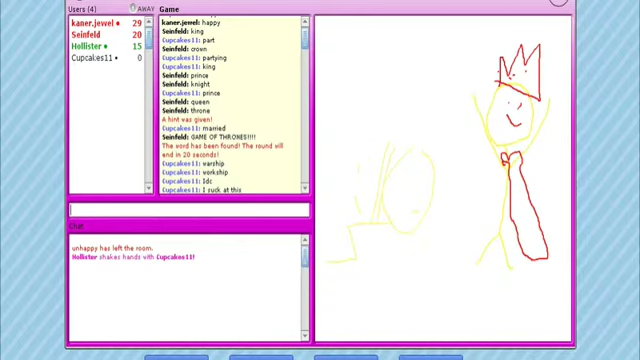 Users (4)
AWAY
Game
kaner.jewel 29
Seinfeld 20
Hollister 15
Cupcakes11 0
kaner.jewel: happy
Seinfeld: king
Cupcakes11: part
Seinfeld: crown
Cupcakes11: partying
Cupcakes11: king
Seinfeld: prince
Seinfeld: knight
Cupcakes11: prince
Seinfeld: queen
Seinfeld: throne
A hint was given!
Cupcakes11: married
Seinfeld: GAME OF THRONES!!!!
The word has been found! The round will
end in 20 seconds!
Cupcakes11: warship
Cupcakes11: workship
Cupcakes11: Idc
Cupcakes11: I suck at this
Chat
unhappy has left the room.
Hollister shakes hands with Cupcakes11!